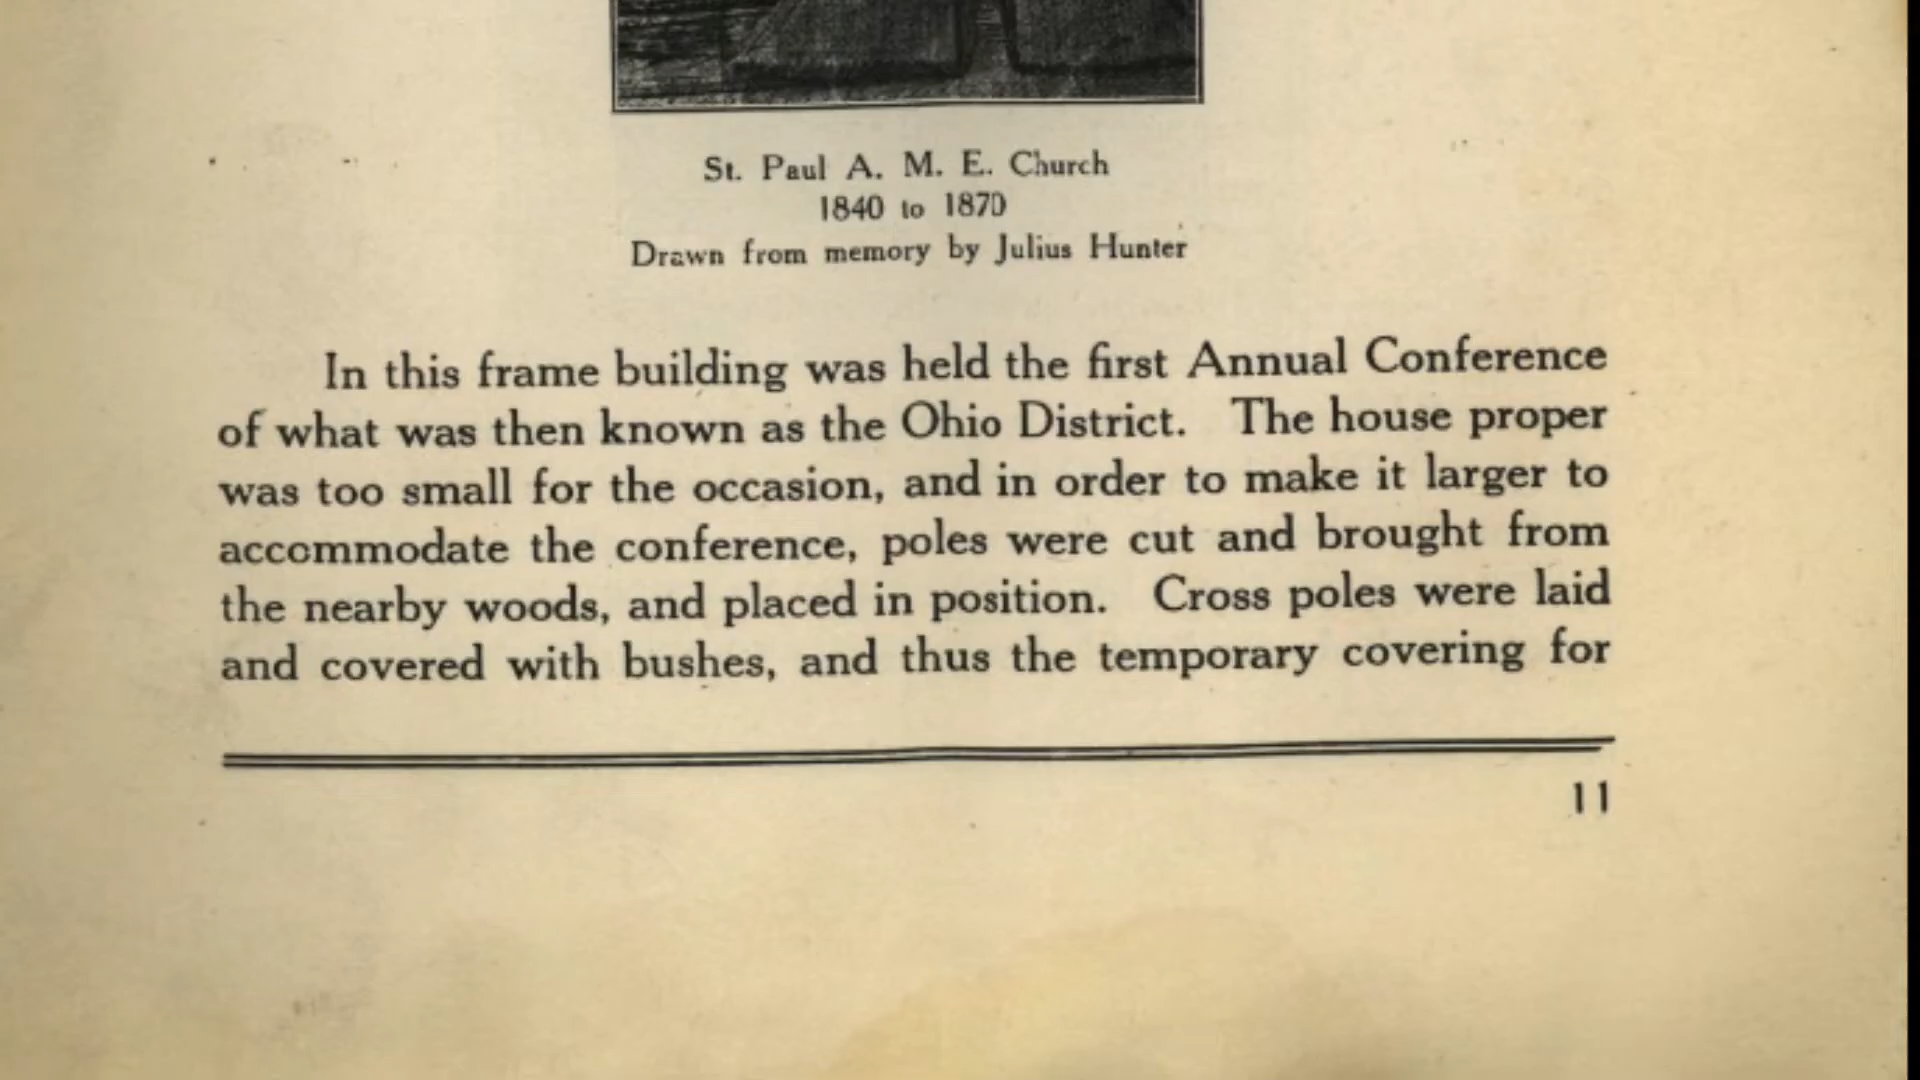 St. Paul A. M. E. Church
1840 to 1870
Drawn from memory by Julius Hunter
In this frame building was held the first Annual Conference
of what was then known as the Ohio District. The house proper
was too small for the occasion, and in order to make it larger to
accommodate the conference, poles were cut and brought from
the nearby woods, and placed in position. Cross poles were laid
and covered with bushes, and thus the temporary covering for
11